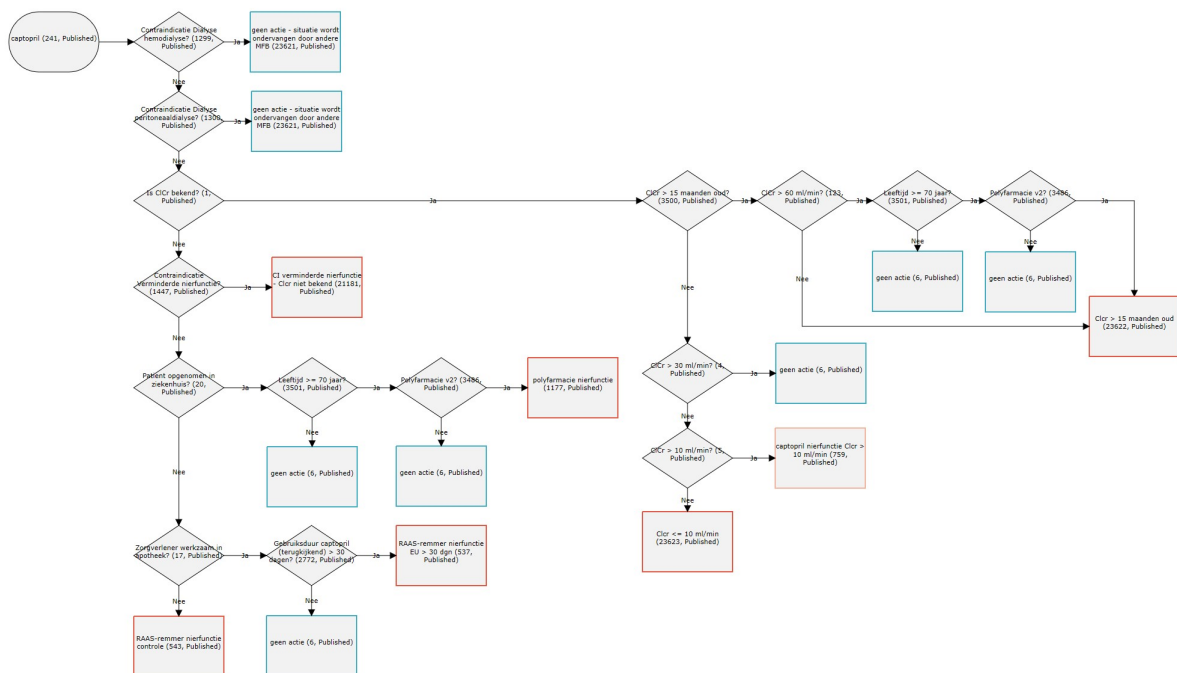 captopril (241, Published)
Contraindicatie Dialyse
hemodialyse? (1299,
Published)
Ja
geen actie - situatie wordt
ondervangen door andere
MFB (23621, Published)
Nee
Contraindicatie Dialyse
peritoneaaldialyse? (1300,
Published)
Ja
geen actie - situatie wordt
ondervangen door andere
MFB (23621, Published)
Nee
Is ClCr bekend? (1,
Published)
Ja
ClCr > 15 maanden oud?
(3500, Published)
Ja
ClCr > 60 ml/min? (123,
Published)
Ja
Leeftijd >= 70 jaar?
(3501, Published)
Ja
Polyfarmacie v2? (3486,
Published)
Ja
Nee
geen actie (6, Published)
Nee
geen actie (6, Published)
Nee
Clcr > 15 maanden oud
(23622, Published)
Nee
Contraindicatie
Verminderde nierfunctie?
(1447, Published)
Ja
CI verminderde nierfunctie
- Clcr niet bekend (21181,
Published)
Nee
ClCr > 30 ml/min? (4,
Published)
Ja
geen actie (6, Published)
Nee
Patient opgenomen in
ziekenhuis? (20,
Published)
Ja
Leeftijd >= 70 jaar?
(3501, Published)
Ja
Polyfarmacie v2? (3486,
Published)
Ja
polyfarmacie nierfunctie
(1177, Published)
Nee
geen actie (6, Published)
Nee
geen actie (6, Published)
Nee
ClCr > 10 ml/min? (5,
Published)
Ja
captopril nierfunctie Clcr >
10 ml/min (759,
Published)
Nee
Clcr <= 10 ml/min
(23623, Published)
Nee
Zorgverlener werkzaam in
apotheek? (17, Published)
Ja
Gebruiksduur captopril
(terugkijkend) > 30
dagen? (2772, Published)
Ja
RAAS-remmer nierfunctie
EU > 30 dgn (537,
Published)
Nee
RAAS-remmer nierfunctie
controle (543, Published)
Nee
geen actie (6, Published)